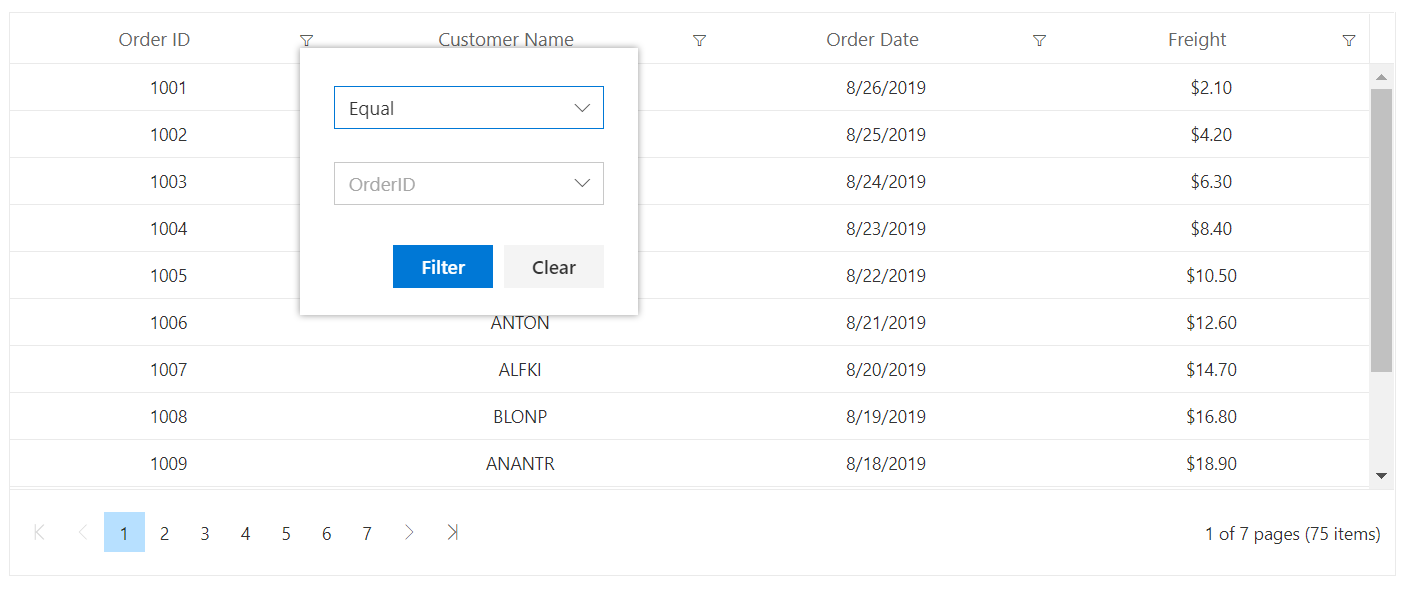 Order ID Customer Name Order Date Freight
1001 8/26/2019 $2.10
Equal
1002 8/25/2019 $4.20
1003 8/24/2019 $6.30
OrderID
1004 8/23/2019 $8.40
1005 8/22/2019 $10.50
Filter Clear
1006 ANTON 8/21/2019 $12.60
1007 ALFKI 8/20/2019 $14.70
1008 BLONP 8/19/2019 $16.80
1009 ANANTR 8/18/2019 $18.90
1 2 3 4 5 6 7 1 of 7 pages (75 items)